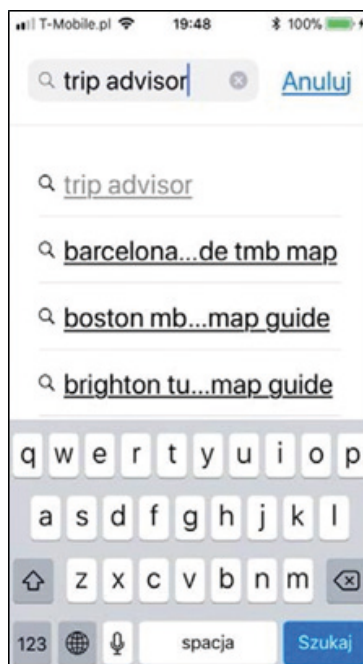 T-Mobile.pl 19:48 100%
trip advisor Anuluj
trip advisor
barcelona...de tmb map
boston mb...map guide
brighton tu...map guide
q w e r t y u i o p
a s d f g h j k l
z x c v b n m
123 spacja Szukaj